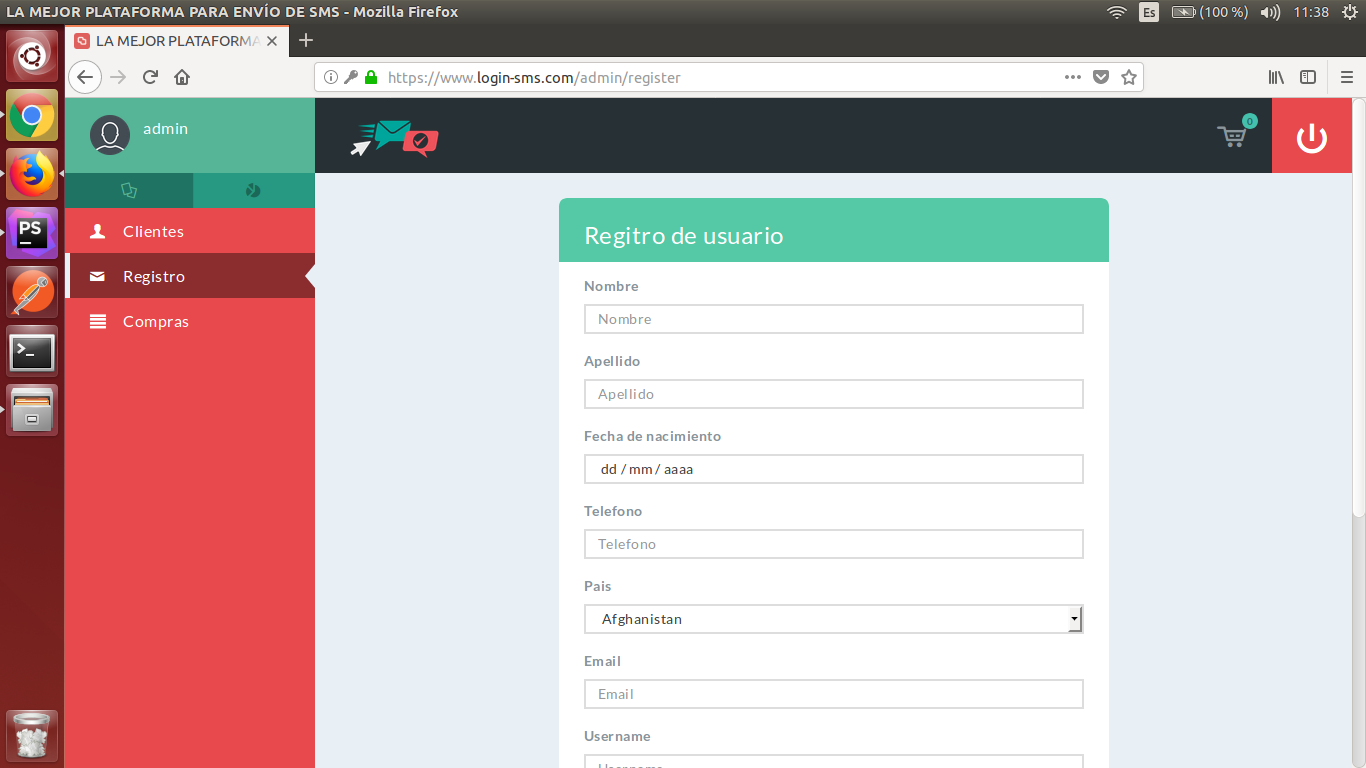 LA MEJOR PLATAFORMA PARA ENVÍO DE SMS - Mozilla Firefox
Es (100 %) 11:38
LA MEJOR PLATAFORMA
https://www.login-sms.com/admin/register
admin
0
Clientes
Registro
Compras
Regitro de usuario
Nombre
Nombre
Apellido
Apellido
Fecha de nacimiento
dd / mm / aaaa
Telefono
Telefono
Pais
Afghanistan
Email
Email
Username
Username
PS
>_